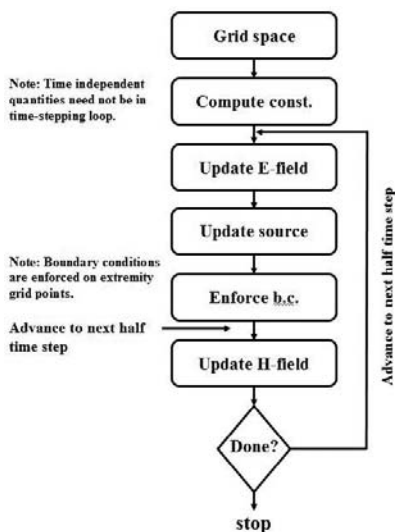 Grid space
Note: Time independent
quantities need not be in
time-stepping loop.
Compute const.
Update E-field
Update source
Note: Boundary conditions
are enforced on extremity
grid points.
Enforce b.c.
Advance to next half
time step
Update H-field
Advance to next half time step
Done?
stop